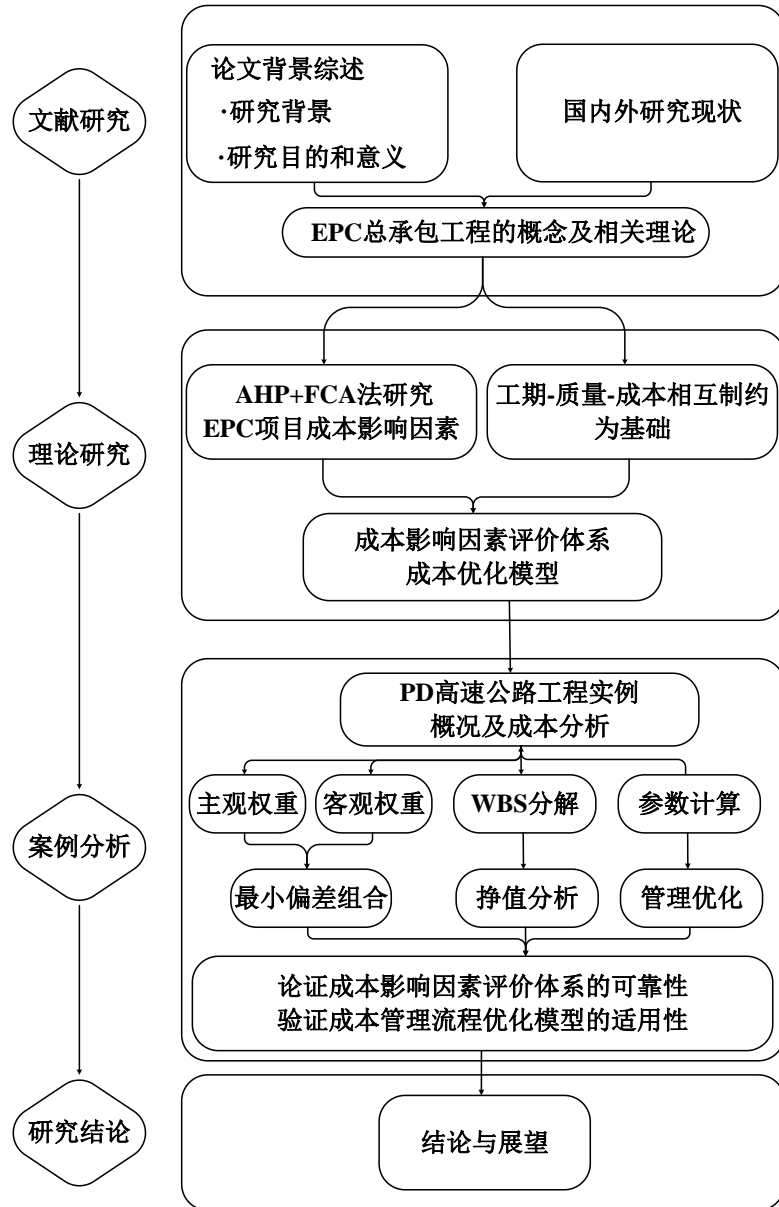 文献研究
论文背景综述
·研究背景
·研究目的和意义
国内外研究现状
EPC总承包工程的概念及相关理论
理论研究
AHP+FCA法研究
EPC项目成本影响因素
工期-质量-成本相互制约
为基础
成本影响因素评价体系
成本优化模型
案例分析
PD高速公路工程实例
概况及成本分析
主观权重
客观权重
WBS分解
参数计算
最小偏差组合
挣值分析
管理优化
论证成本影响因素评价体系的可靠性
验证成本管理流程优化模型的适用性
研究结论
结论与展望